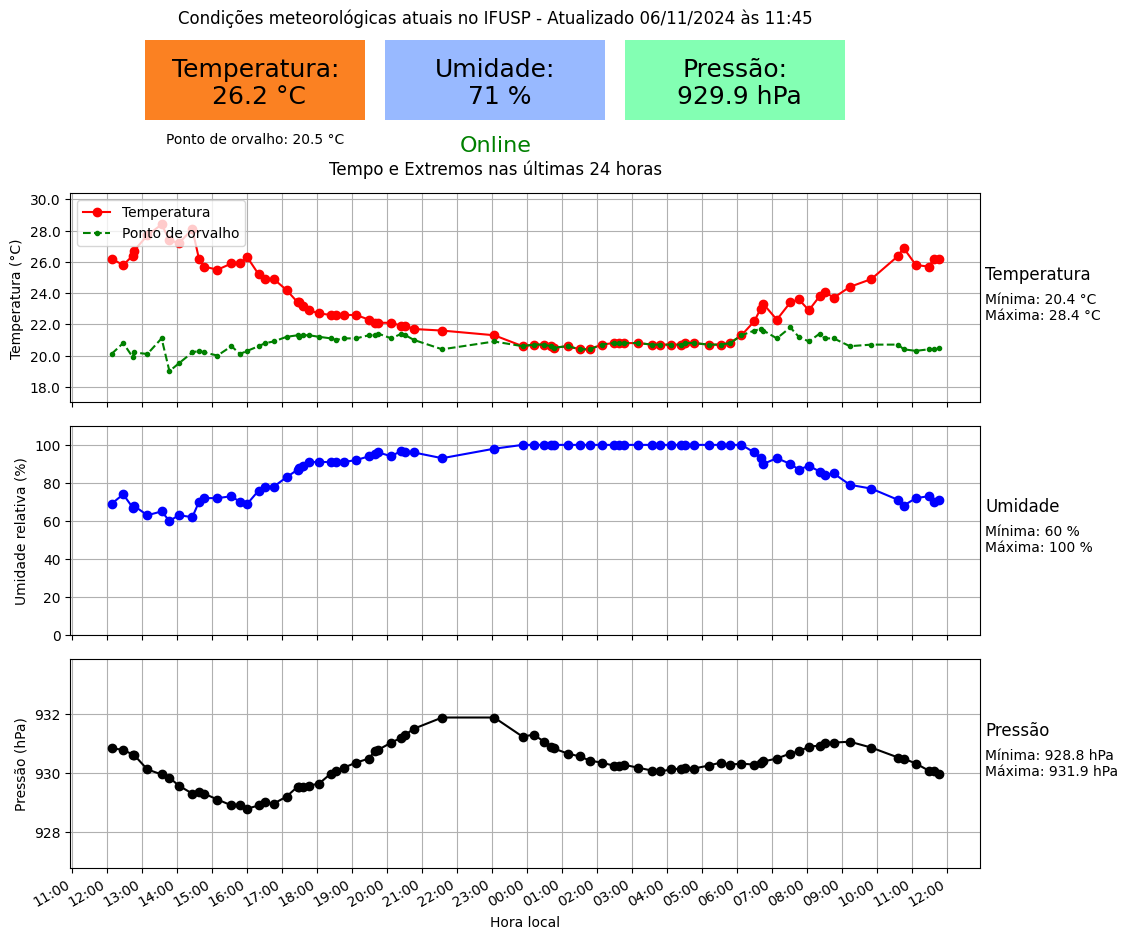 Condições meteorológicas atuais no IFUSP - Atualizado 06/11/2024 às 11:45
Temperatura:
26.2 °C
Umidade:
71 %
Pressão:
929.9 hPa
Ponto de orvalho: 20.5 °C
Online
Tempo e Extremos nas últimas 24 horas
Temperatura (°C)
30.0
28.0
26.0
24.0
22.0
20.0
18.0
Temperatura
Ponto de orvalho
Temperatura
Mínima: 20.4 °C
Máxima: 28.4 °C
Umidade relativa (%)
100
80
60
40
20
0
Umidade
Mínima: 60 %
Máxima: 100 %
Pressão (hPa)
932
930
928
Pressão
Mínima: 928.8 hPa
Máxima: 931.9 hPa
11:00 12:00 13:00 14:00 15:00 16:00 17:00 18:00 19:00 20:00 21:00 22:00 23:00 00:00 01:00 02:00 03:00 04:00 05:00 06:00 07:00 08:00 09:00 10:00 11:00 12:00
Hora local